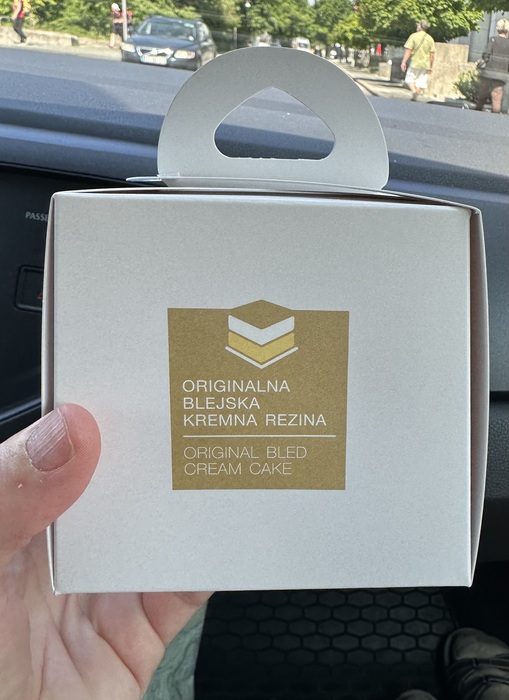 ORIGINALNA
BLEJSKA
KREMNA REZINA
ORIGINAL BLED
CREAM CAKE